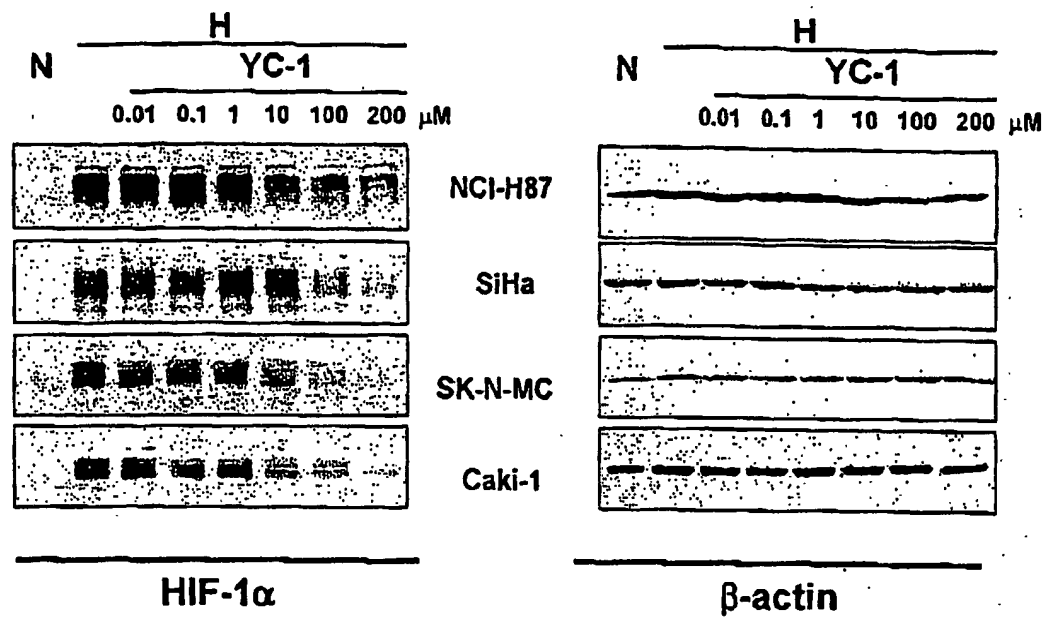 H
N YC-1
0.01 0.1 1 10 100 200 μM
H
N YC-1
0.01 0.1 1 10 100 200 μM
NCI-H87
SiHa
SK-N-MC
Caki-1
HIF-1α
β-actin